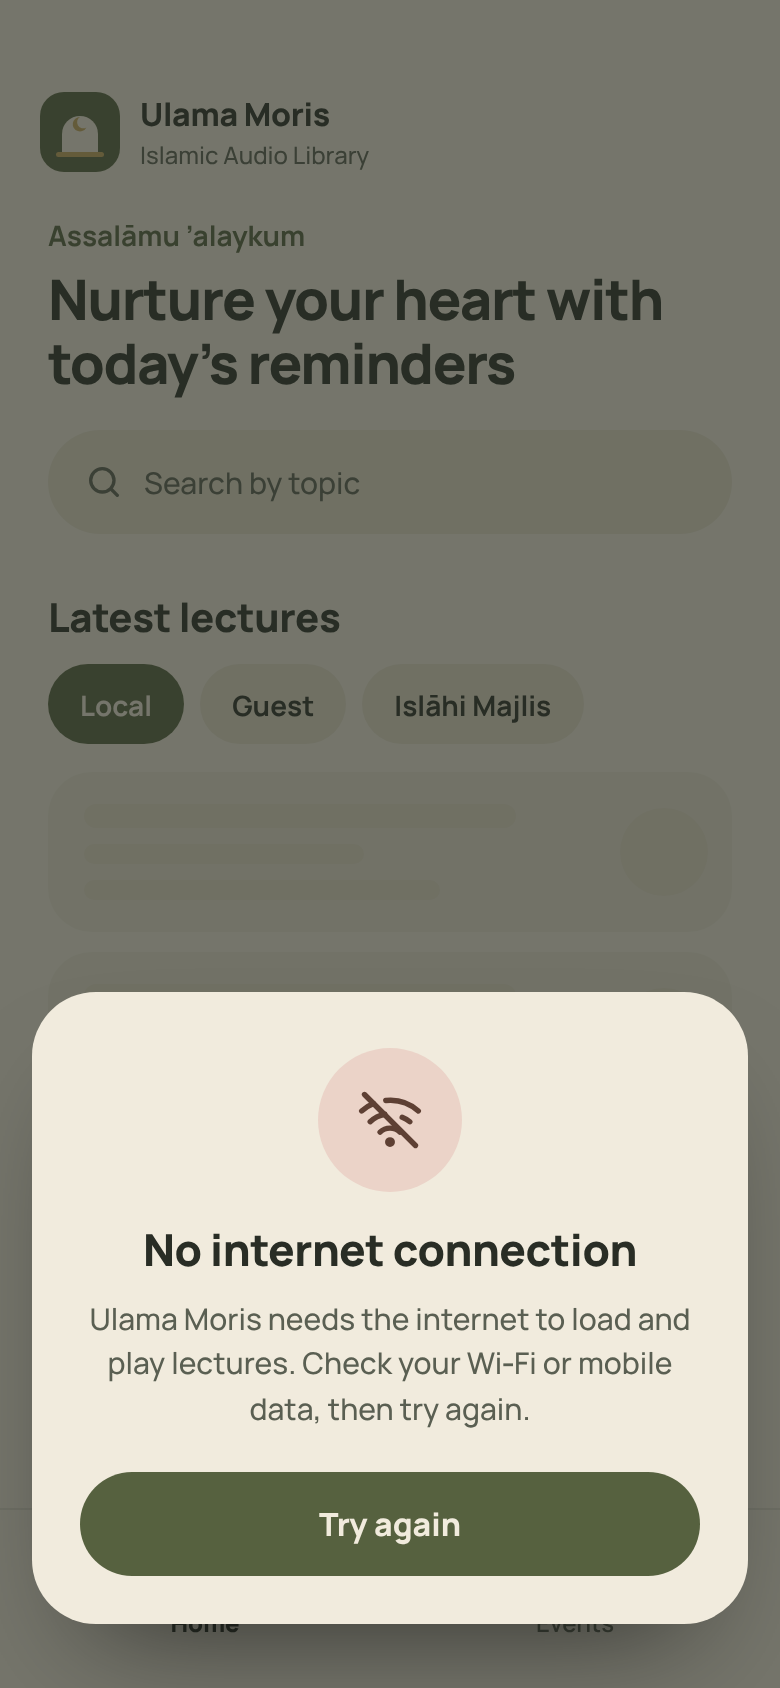 Ulama Moris
Islamic Audio Library
Assalāmu ’alaykum
Nurture your heart with
today’s reminders
Search by topic
Latest lectures
Local
Guest
Islāhi Majlis
No internet connection
Ulama Moris needs the internet to load and
play lectures. Check your Wi-Fi or mobile
data, then try again.
Try again
Home
Events